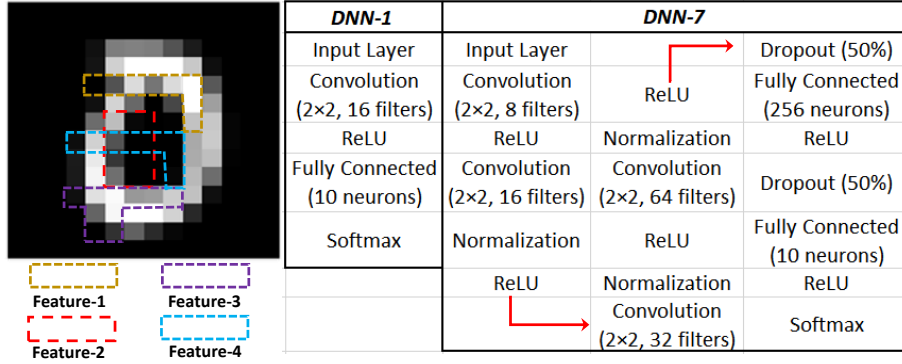 DNN-1
DNN-7
Input Layer
Input Layer
Dropout (50%)
Convolution
(2×2, 16 filters)
Convolution
(2×2, 8 filters)
ReLU
Fully Connected
(256 neurons)
ReLU
ReLU
Normalization
ReLU
Fully Connected
(10 neurons)
Convolution
(2×2, 16 filters)
Convolution
(2×2, 64 filters)
Dropout (50%)
Softmax
Normalization
ReLU
Fully Connected
(10 neurons)
ReLU
Normalization
ReLU
Convolution
(2×2, 32 filters)
Softmax
Feature-1
Feature-3
Feature-2
Feature-4